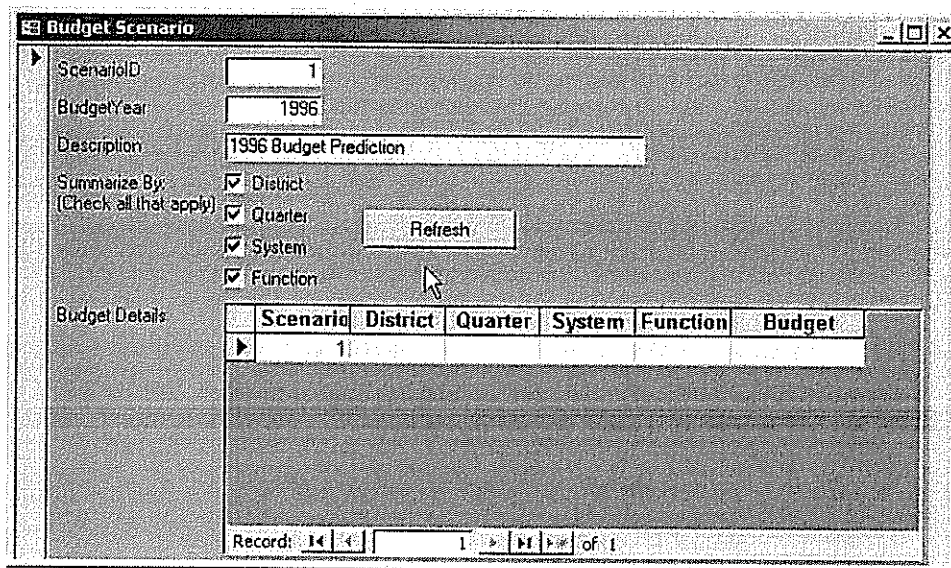 Budget Scenario
ScenarioID 1
BudgetYear 1996
Description 1996 Budget Prediction
Summarize By:
(Check all that apply)
District
Quarter
System
Function
Refresh
Budget Details
Scenario District Quarter System Function Budget
1
Record: 1 of 1